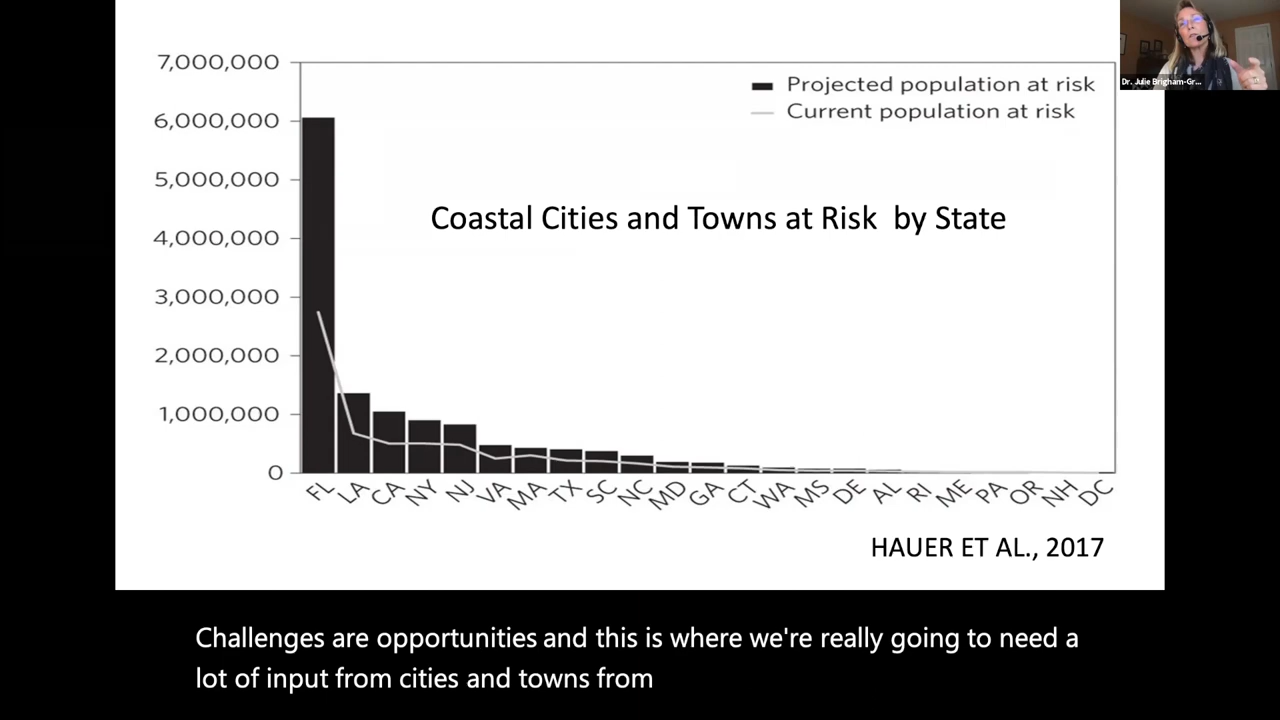 7,000,000
6,000,000
5,000,000
4,000,000
3,000,000
2,000,000
1,000,000
0
Projected population at risk
Current population at risk
Coastal Cities and Towns at Risk by State
FL LA CA NY NJ VA MA TX SC NC MD GA CT WA MS DE AL RI ME PA OR NH DC
HAUER ET AL., 2017
Dr. Julie Brigham-Gr...
Challenges are opportunities and this is where we're really going to need a
lot of input from cities and towns from